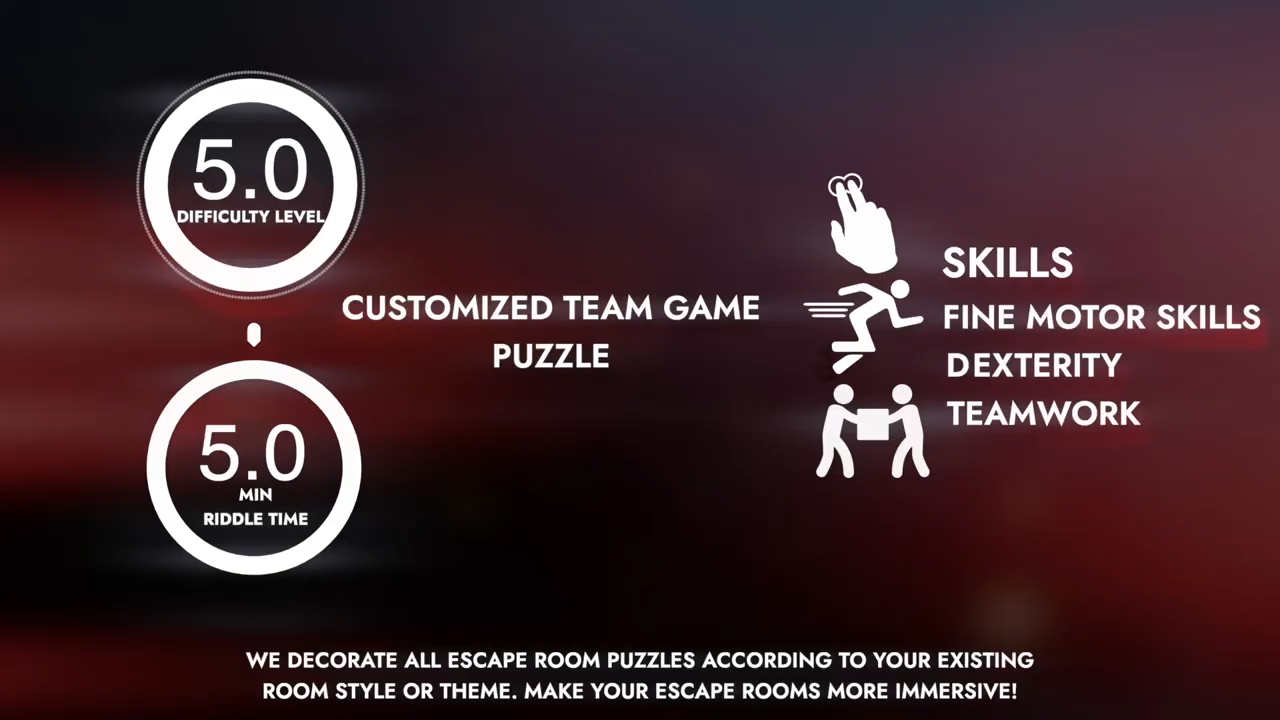 5.0
DIFFICULTY LEVEL
5.0
MIN
RIDDLE TIME
CUSTOMIZED TEAM GAME
PUZZLE
SKILLS
FINE MOTOR SKILLS
DEXTERITY
TEAMWORK
WE DECORATE ALL ESCAPE ROOM PUZZLES ACCORDING TO YOUR EXISTING
ROOM STYLE OR THEME. MAKE YOUR ESCAPE ROOMS MORE IMMERSIVE!